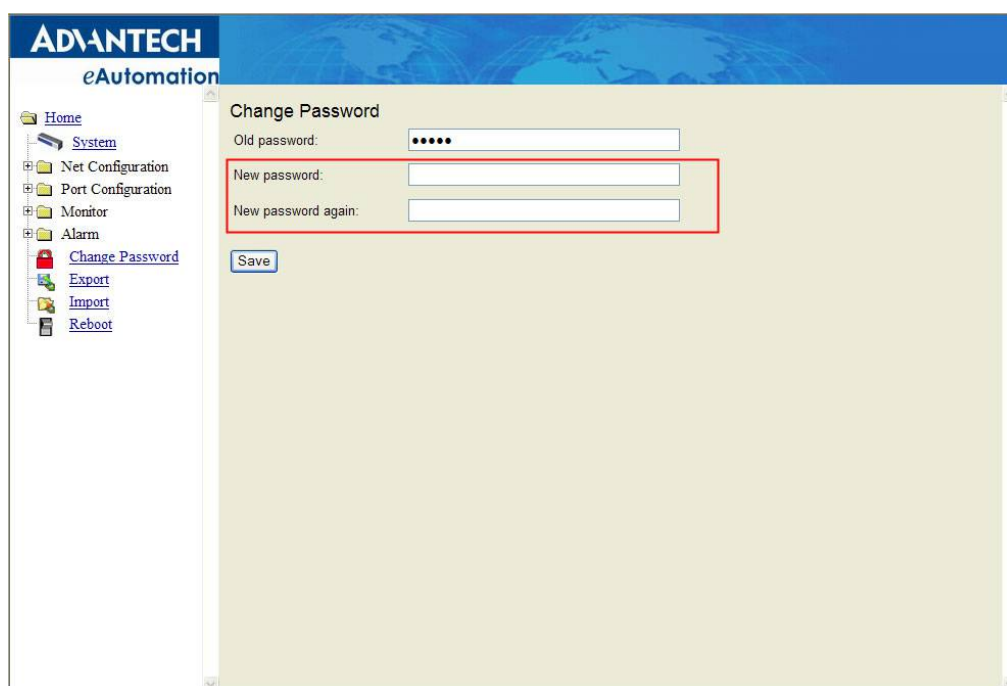 ADVANTECH
eAutomation
Home
System
Net Configuration
Port Configuration
Monitor
Alarm
Change Password
Export
Import
Reboot
Change Password
Old password: •••••
New password:
New password again:
Save